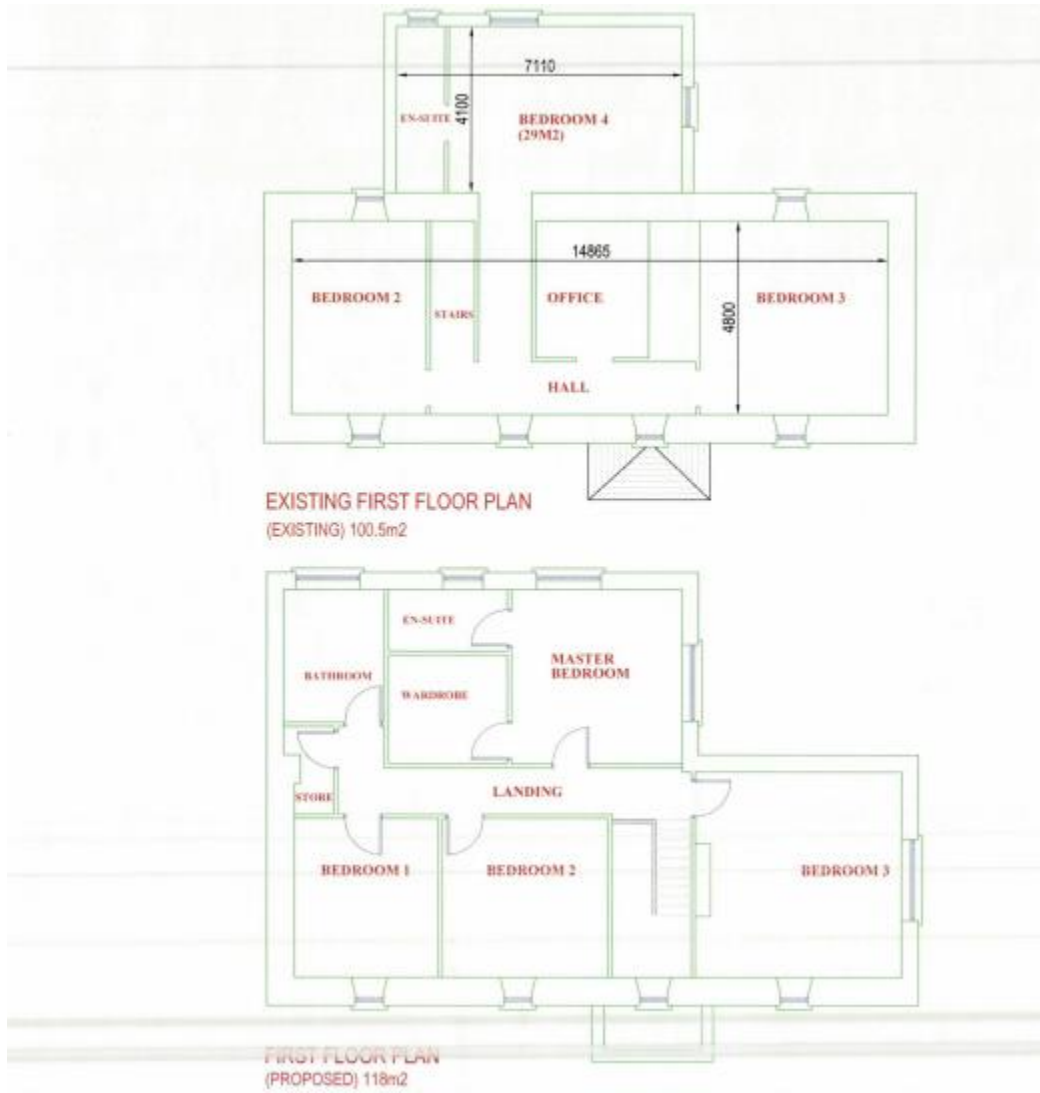 7110
4100
EN-SUITE
BEDROOM 4
(29M2)
14865
BEDROOM 2
STAIRS
OFFICE
4800
BEDROOM 3
HALL
EXISTING FIRST FLOOR PLAN
(EXISTING) 100.5m2
EN-SUITE
MASTER
BEDROOM
BATHROOM
WARDROBE
LANDING
STORE
BEDROOM 1
BEDROOM 2
BEDROOM 3
FIRST FLOOR PLAN
(PROPOSED) 118m2